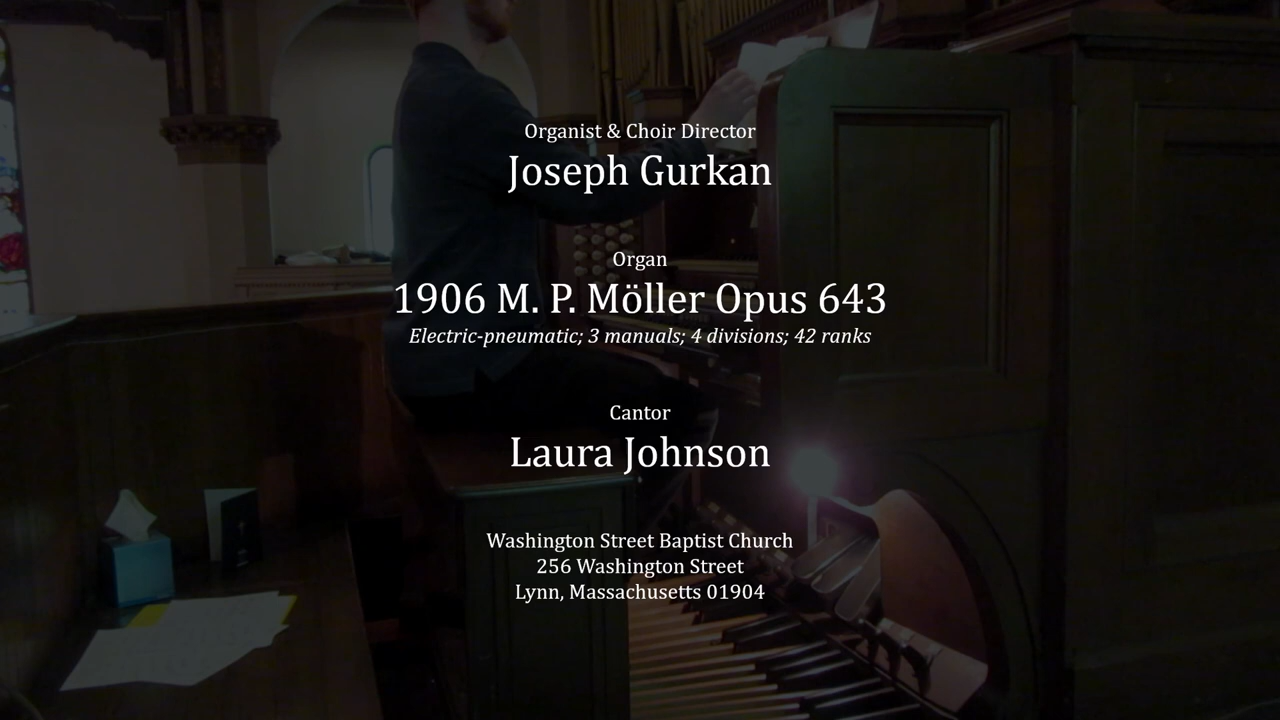 Organist & Choir Director
Joseph Gurkan
Organ
1906 M. P. Möller Opus 643
Electric-pneumatic; 3 manuals; 4 divisions; 42 ranks
Cantor
Laura Johnson
Washington Street Baptist Church
256 Washington Street
Lynn, Massachusetts 01904